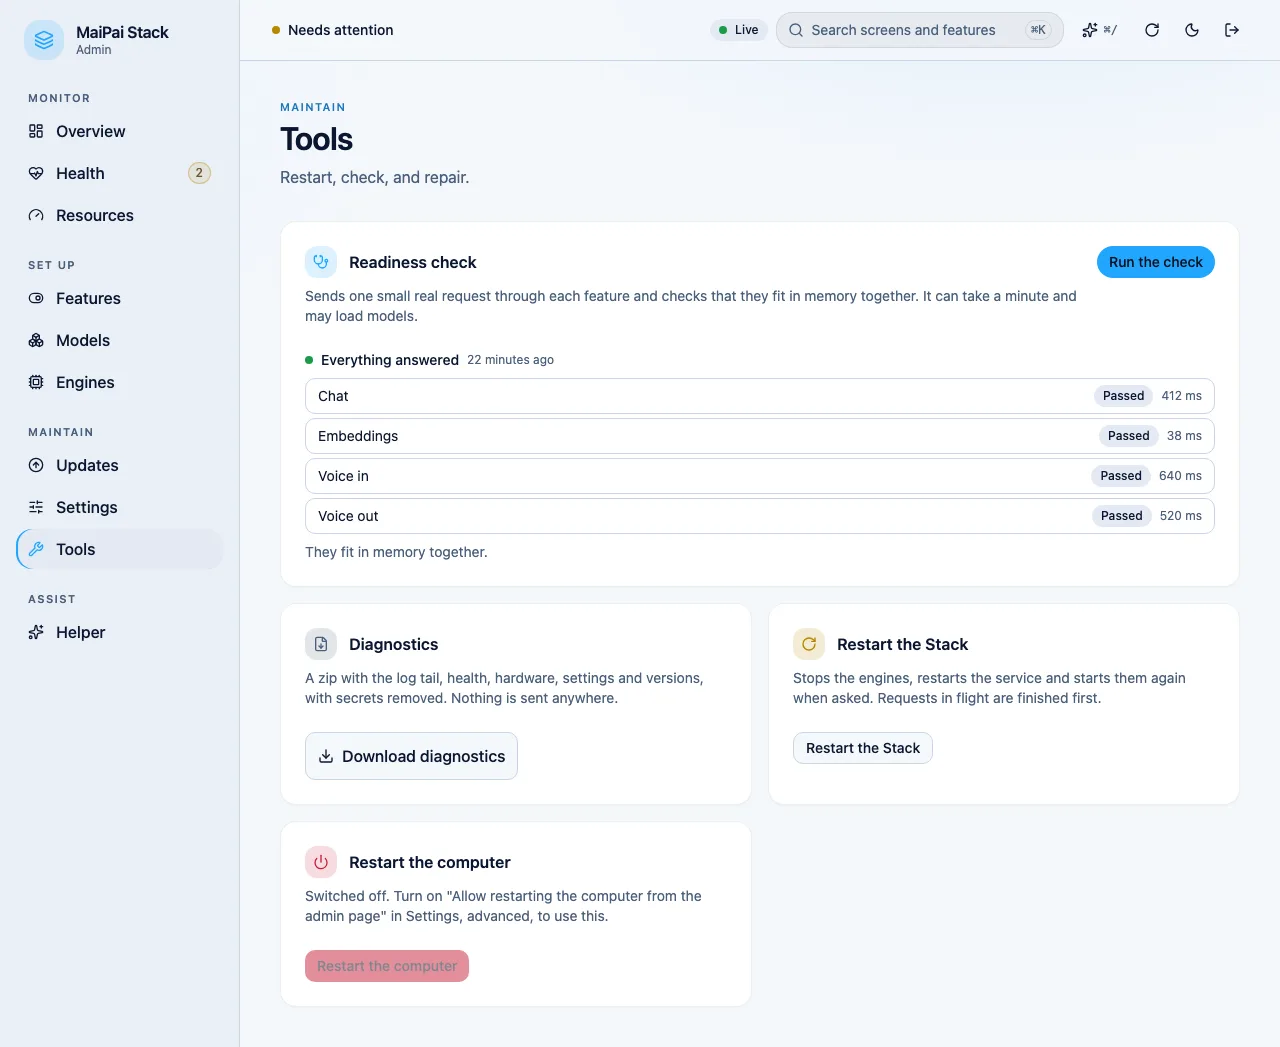 MaiPai Stack
Admin
MONITOR
Overview
Health 2
Resources
SET UP
Features
Models
Engines
MAINTAIN
Updates
Settings
Tools
ASSIST
Helper
Needs attention
Live
Search screens and features ⌘K
⌘/
MAINTAIN
Tools
Restart, check, and repair.
Readiness check
Run the check
Sends one small real request through each feature and checks that they fit in memory together. It can take a minute and
may load models.
Everything answered 22 minutes ago
Chat Passed 412 ms
Embeddings Passed 38 ms
Voice in Passed 640 ms
Voice out Passed 520 ms
They fit in memory together.
Diagnostics
A zip with the log tail, health, hardware, settings and versions,
with secrets removed. Nothing is sent anywhere.
Download diagnostics
Restart the Stack
Stops the engines, restarts the service and starts them again
when asked. Requests in flight are finished first.
Restart the Stack
Restart the computer
Switched off. Turn on "Allow restarting the computer from the
admin page" in Settings, advanced, to use this.
Restart the computer